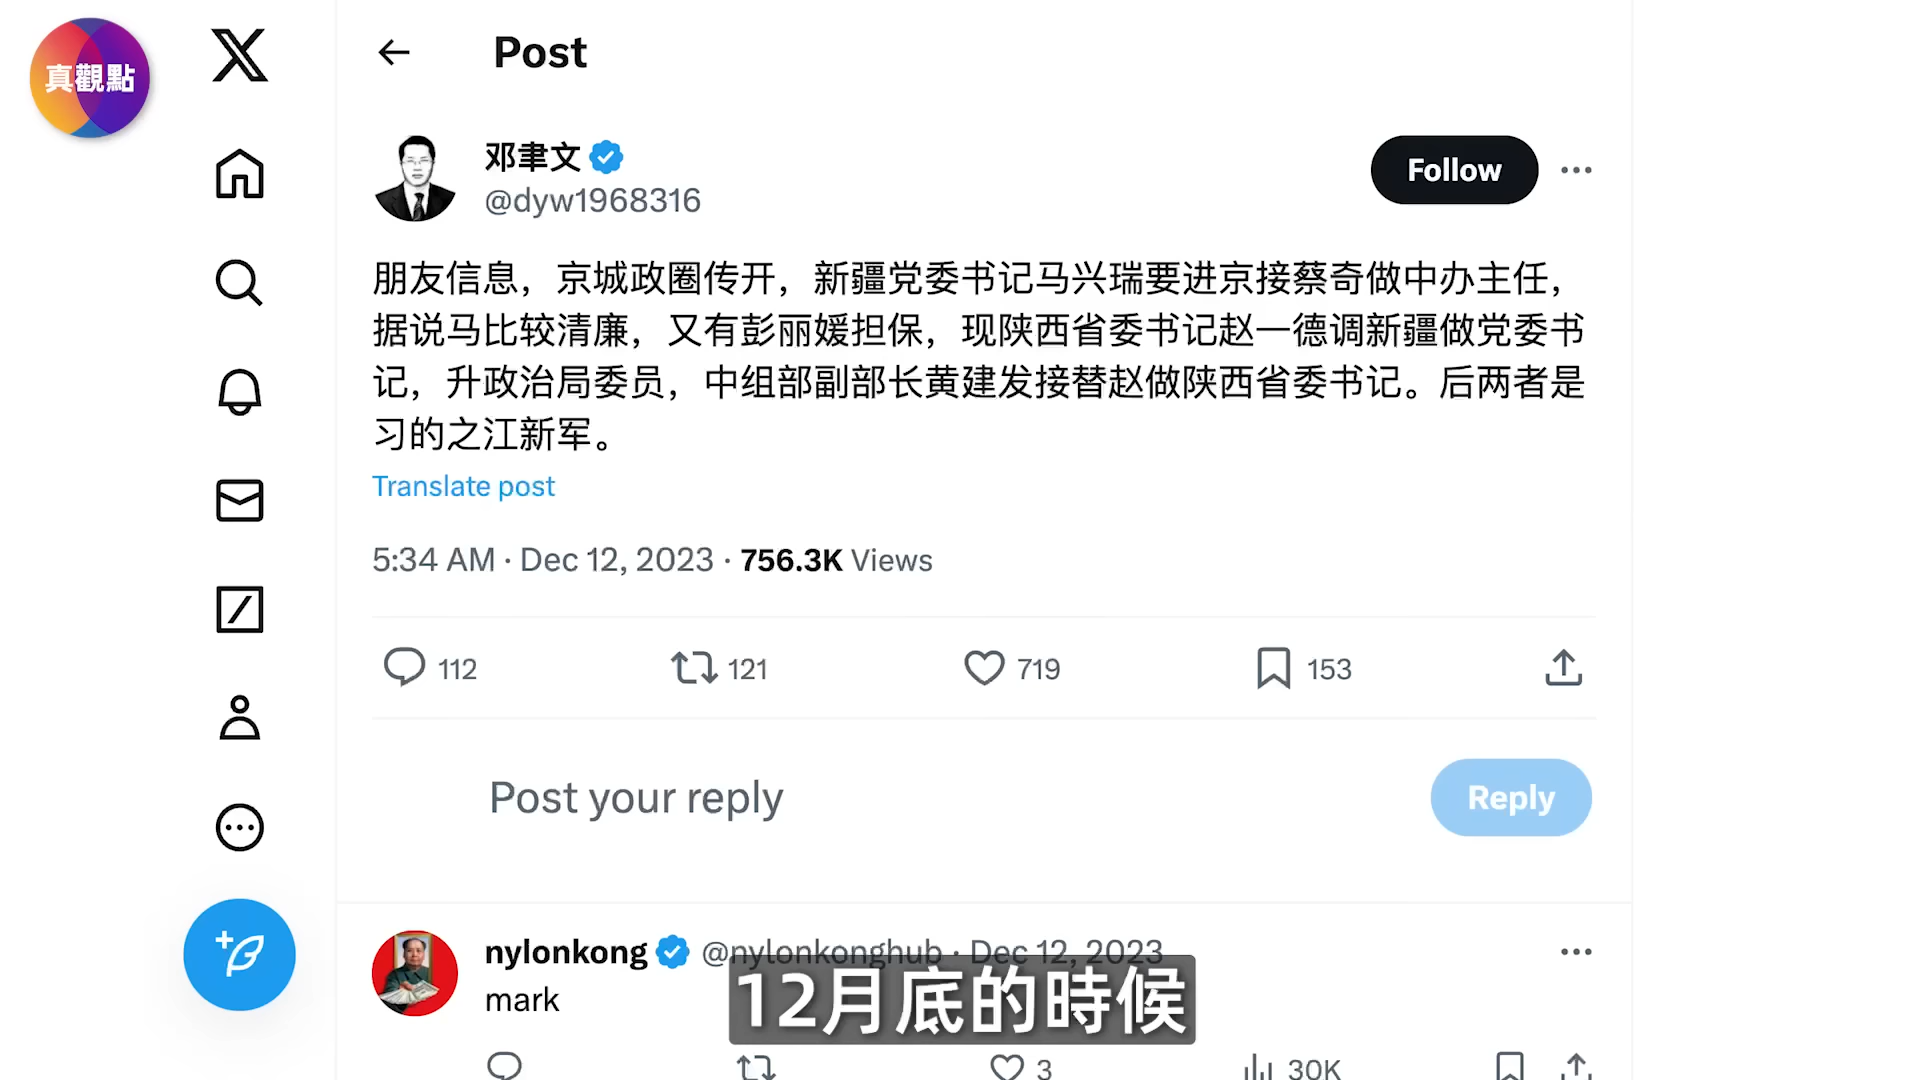 真觀點
Post
邓聿文
@dyw1968316
Follow
朋友信息，京城政圈传开，新疆党委书记马兴瑞要进京接蔡奇做中办主任，
据说马比较清廉，又有彭丽媛担保，现陕西省委书记赵一德调新疆做党委书
记，升政治局委员，中组部副部长黄建发接替赵做陕西省委书记。后两者是
习的之江新军。
Translate post
5:34 AM · Dec 12, 2023 · 756.3K Views
112 121 719 153
Post your reply
Reply
nylonkong @nylonkonghub · Dec 12, 2023
mark
12月底的時候
3 30K